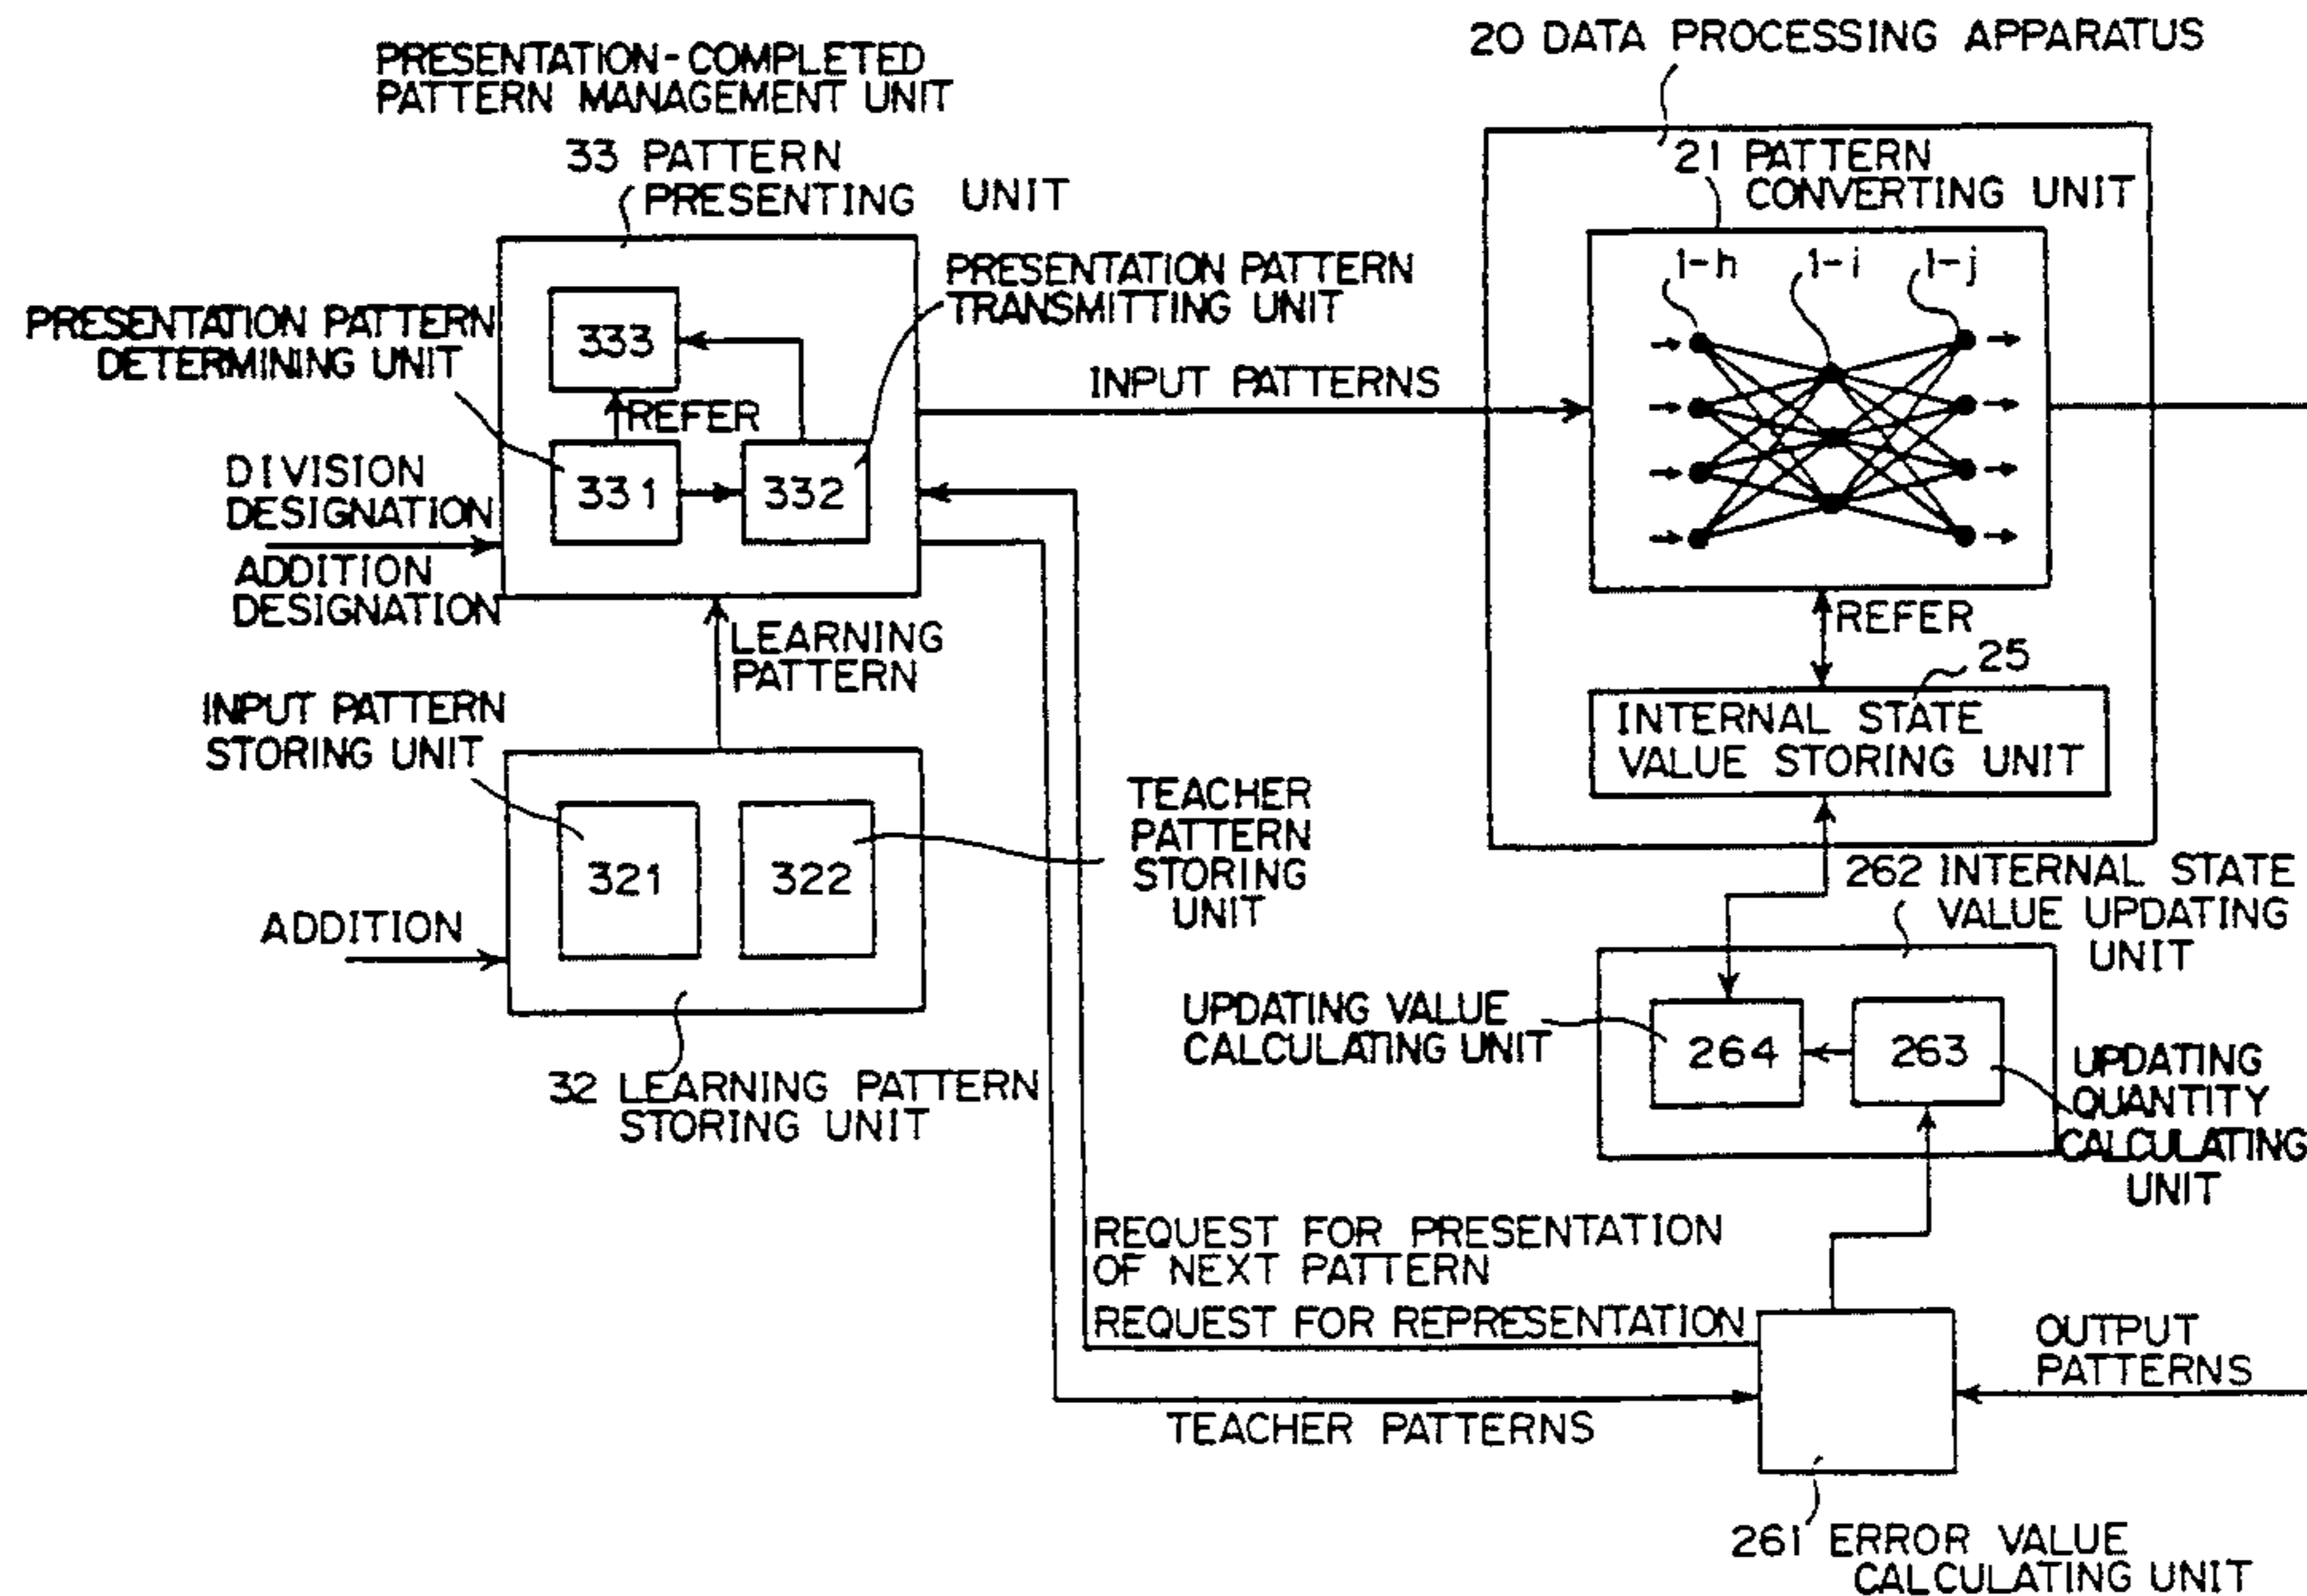 20 DATA PROCESSING APPARATUS
PRESENTATION-COMPLETED
PATTERN MANAGEMENT UNIT
33 PATTERN
PRESENTING UNIT
21 PATTERN
CONVERTING UNIT
1-h
1-i
1-j
PRESENTATION PATTERN
TRANSMITTING UNIT
PRESENTATION PATTERN
DETERMINING UNIT
333
REFER
331
332
INPUT PATTERNS
DIVISION
DESIGNATION
ADDITION
DESIGNATION
LEARNING
PATTERN
REFER
25
INTERNAL STATE
VALUE STORING UNIT
INPUT PATTERN
STORING UNIT
321
322
TEACHER
PATTERN
STORING
UNIT
ADDITION
32 LEARNING PATTERN
STORING UNIT
262 INTERNAL STATE
VALUE UPDATING
UNIT
UPDATING VALUE
CALCULATING UNIT
264
263
UPDATING
QUANTITY
CALCULATING
UNIT
REQUEST FOR PRESENTATION
OF NEXT PATTERN
REQUEST FOR REPRESENTATION
TEACHER PATTERNS
OUTPUT
PATTERNS
261 ERROR VALUE
CALCULATING UNIT